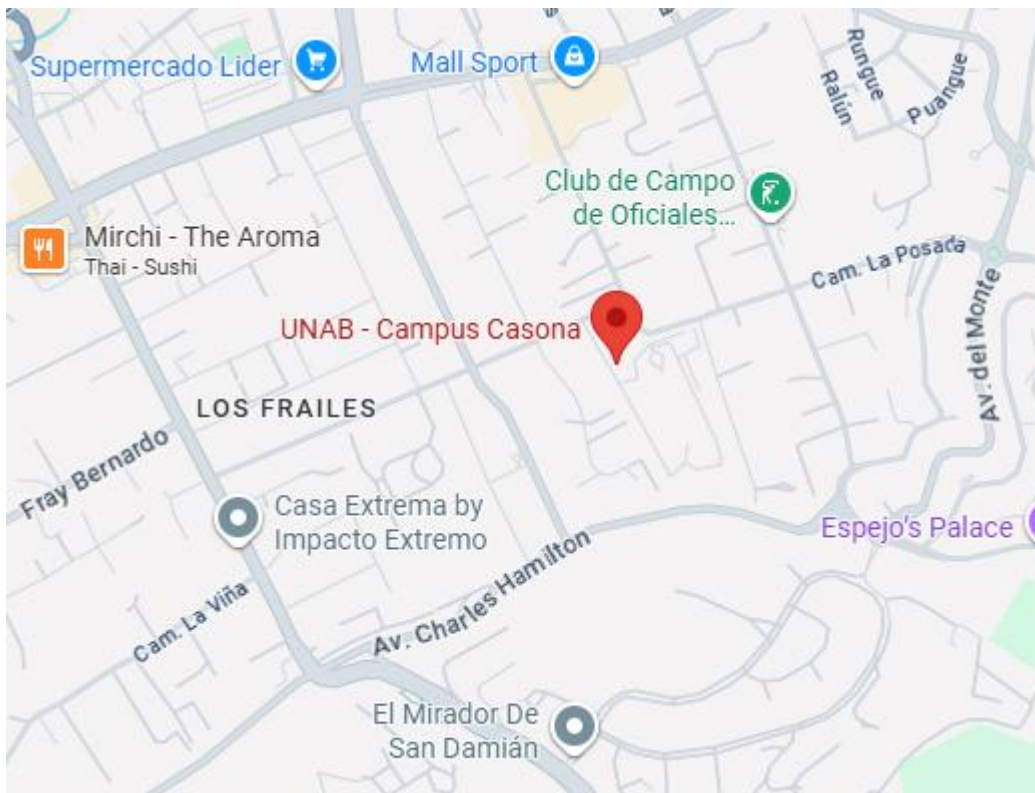 Supermercado Lider
Mall Sport
Rungue
Ralún
Puangue
Club de Campo
de Oficiales...
Mirchi - The Aroma
Thai - Sushi
Cam. La Posada
UNAB - Campus Casona
Av. del Monte
LOS FRAILES
Fray Bernardo
Casa Extrema by
Impacto Extremo
Espejo's Palace
Av. Charles Hamilton
Cam. La Viña
El Mirador De
San Damián